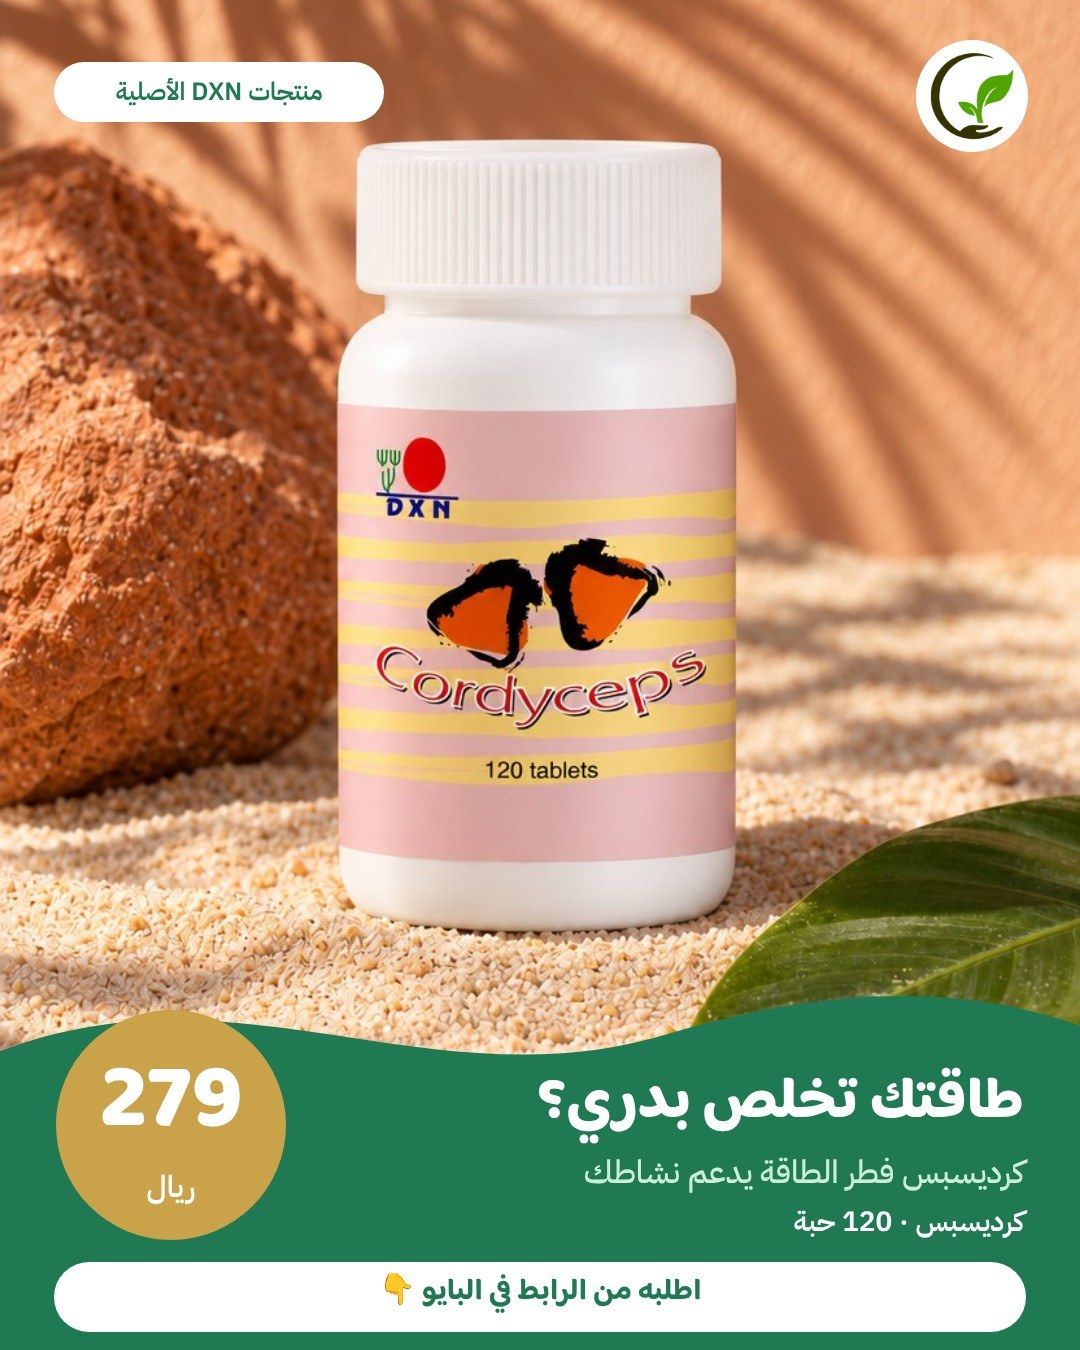 منتجات DXN الأصلية
DXN
Cordyceps
120 tablets
طاقتك تخلص بدري؟
كرديسبس فطر الطاقة يدعم نشاطك
كرديسبس · 120 حبة
279
ريال
اطلبه من الرابط في البايو 👇